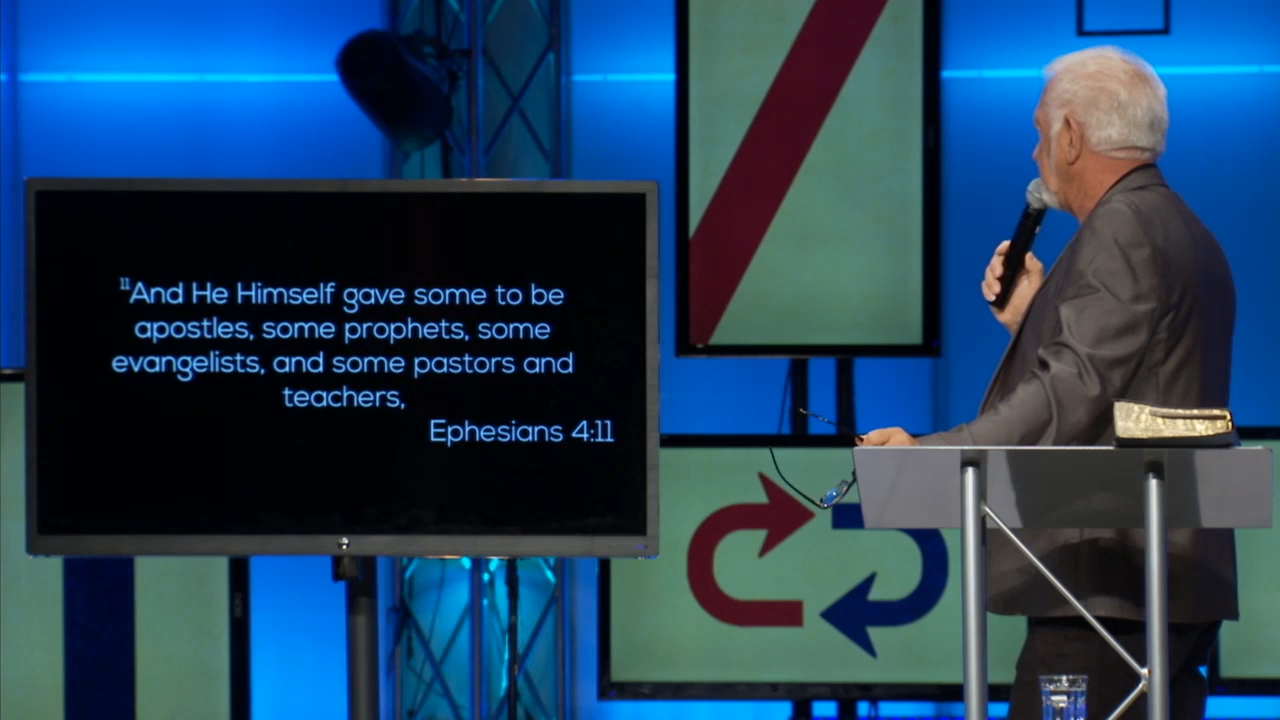 ¹¹And He Himself gave some to be
apostles, some prophets, some
evangelists, and some pastors and
teachers,
Ephesians 4:11